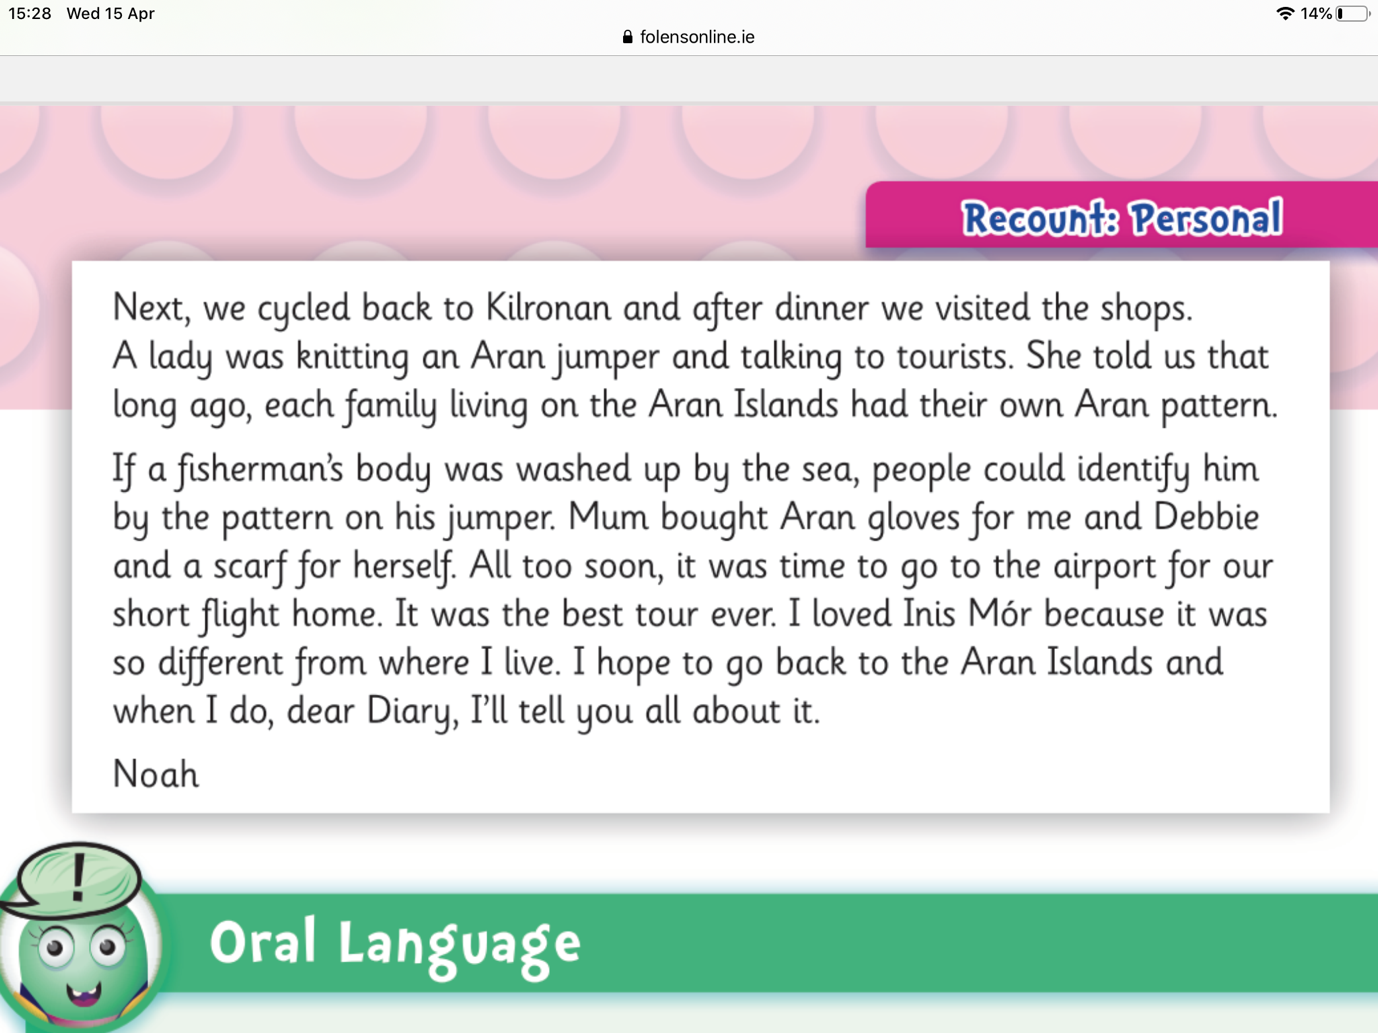 15:28 Wed 15 Apr
14%
folensonline.ie
Recount: Personal
Next, we cycled back to Kilronan and after dinner we visited the shops.
A lady was knitting an Aran jumper and talking to tourists. She told us that
long ago, each family living on the Aran Islands had their own Aran pattern.
If a fisherman's body was washed up by the sea, people could identify him
by the pattern on his jumper. Mum bought Aran gloves for me and Debbie
and a scarf for herself. All too soon, it was time to go to the airport for our
short flight home. It was the best tour ever. I loved Inis Mór because it was
so different from where I live. I hope to go back to the Aran Islands and
when I do, dear Diary, I'll tell you all about it.
Noah
!
Oral Language